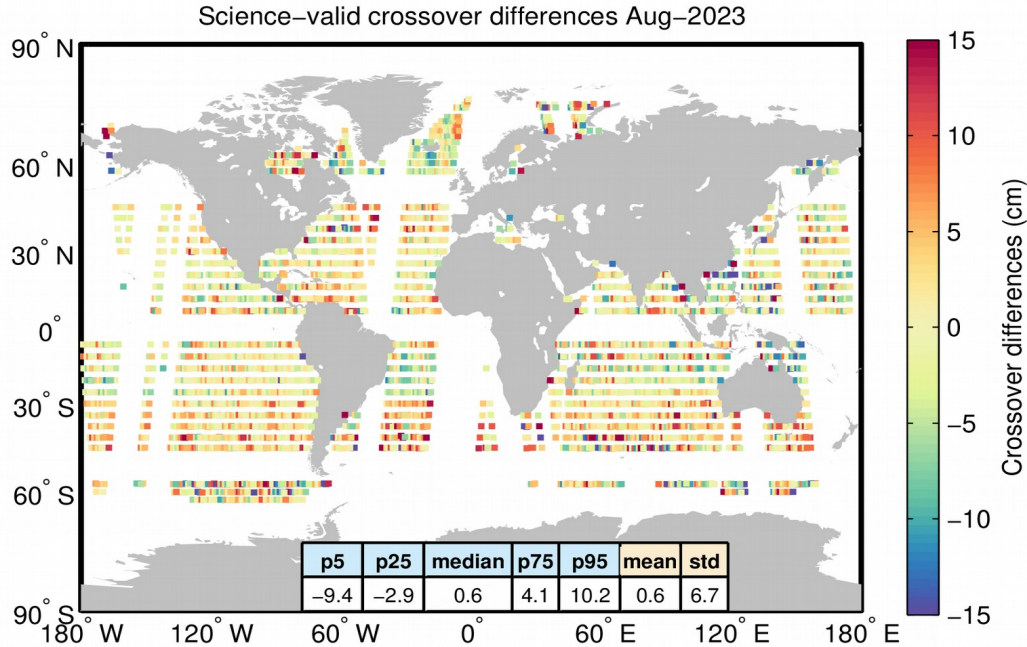 Science−valid crossover differences Aug−2023
90° N
60° N
30° N
0°
30° S
60° S
90° S
180° W
120° W
60° W
0°
60° E
120° E
180° E
p5 p25 median p75 p95 mean std
−9.4 −2.9 0.6 4.1 10.2 0.6 6.7
15
10
5
0
−5
−10
−15
Crossover differences (cm)